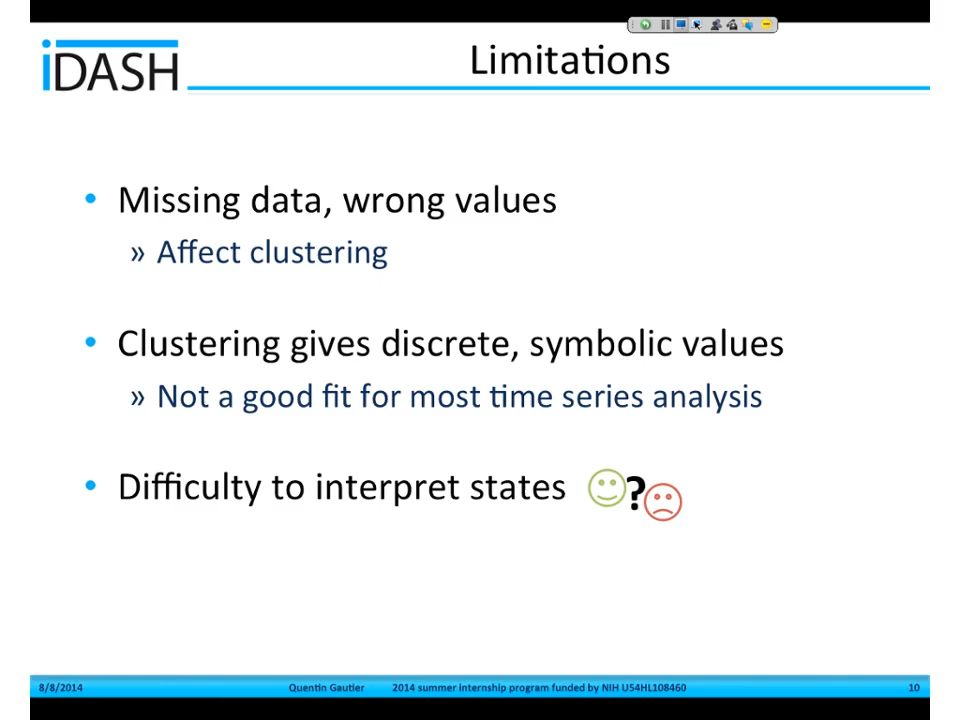 iDASH
Limitations
• Missing data, wrong values
» Affect clustering
• Clustering gives discrete, symbolic values
» Not a good fit for most time series analysis
• Difficulty to interpret states ?
8/8/2014 Quentin Gautier 2014 summer internship program funded by NIH U54HL108460 10